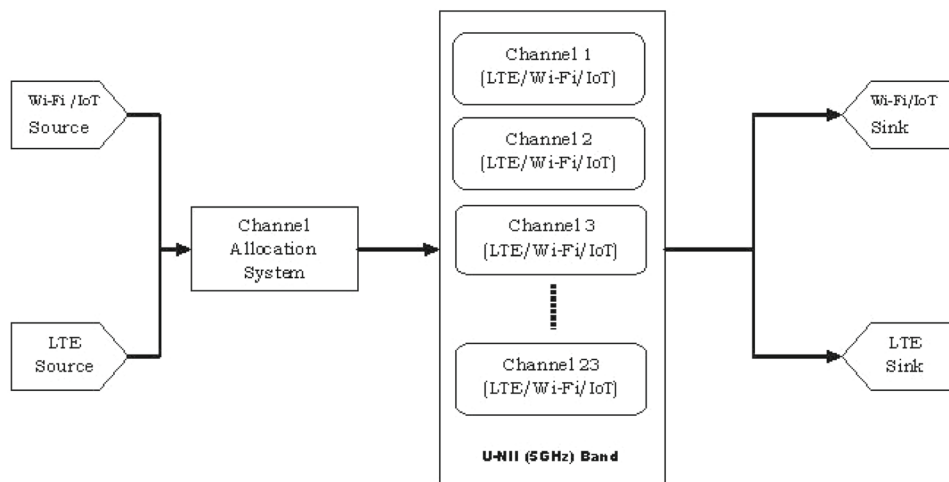 Wi-Fi /IoT
Source
LTE
Source
Channel
Allocation
System
Channel 1
(LTE/Wi-Fi/IoT)
Channel 2
(LTE/Wi-Fi/IoT)
Channel 3
(LTE/Wi-Fi/IoT)
Channel 23
(LTE/Wi-Fi/IoT)
U-NII (5GHz) Band
Wi-Fi/IoT
Sink
LTE
Sink